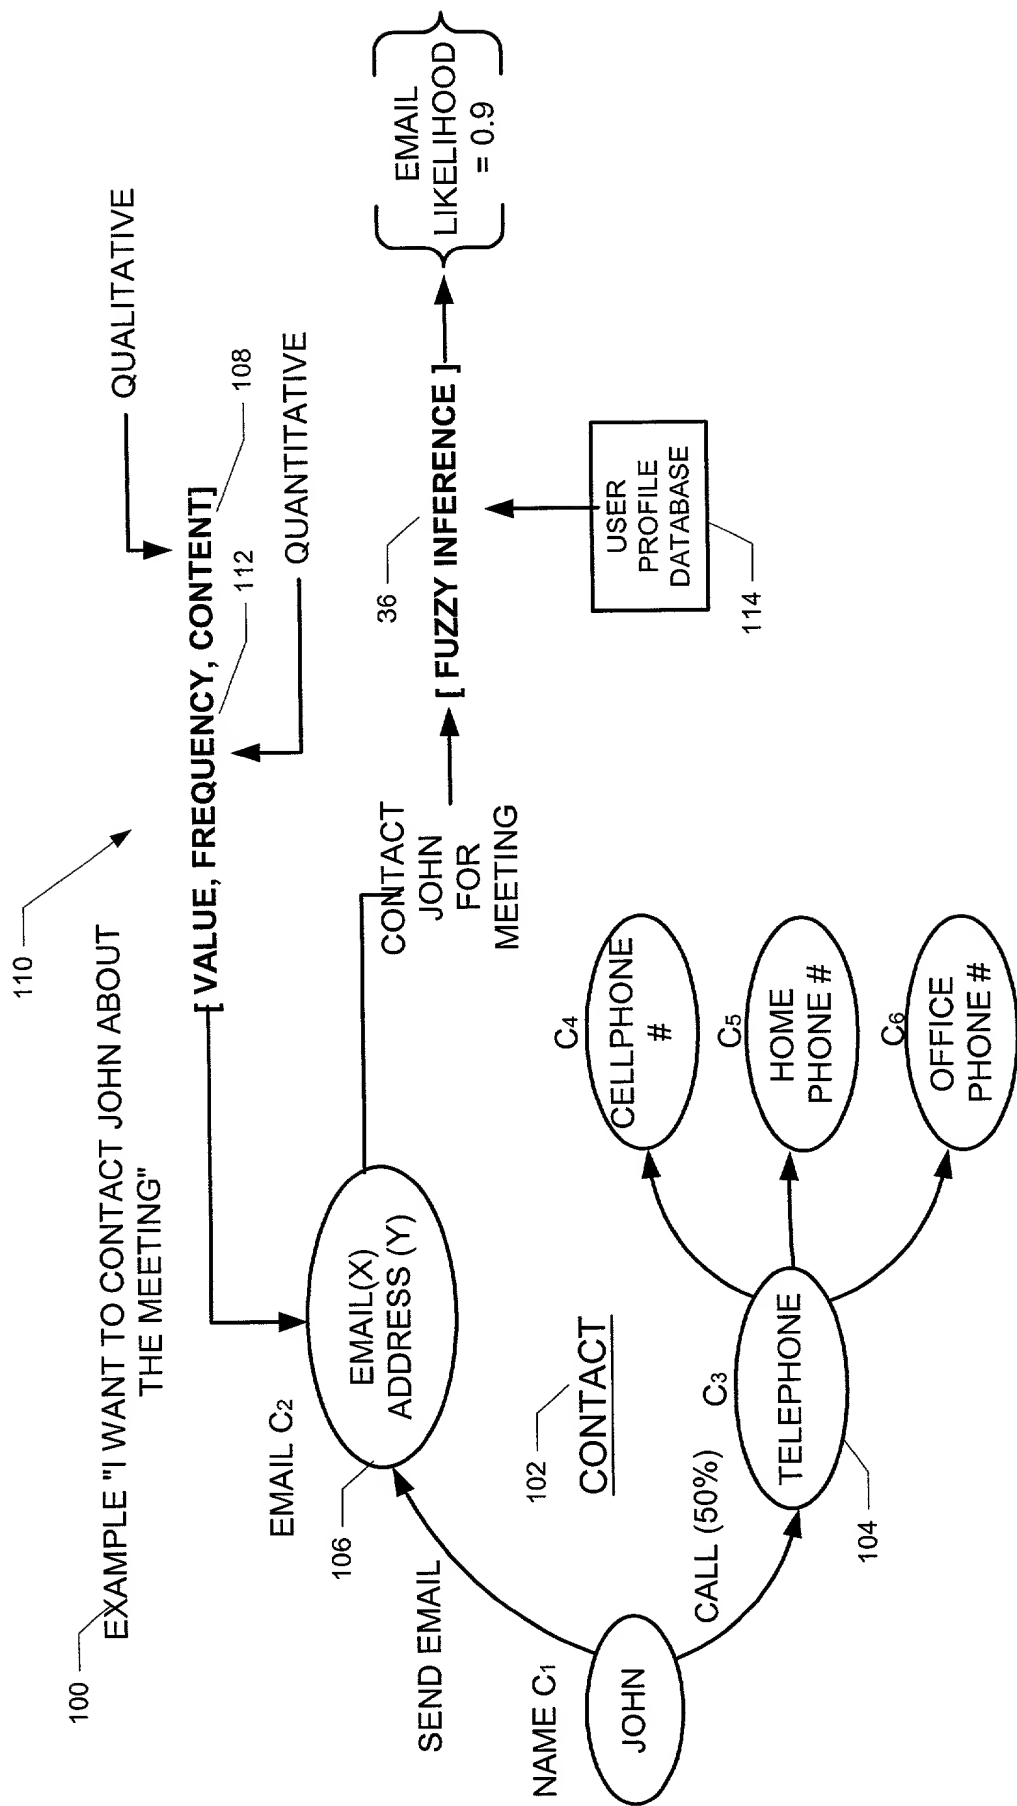 100
EXAMPLE "I WANT TO CONTACT JOHN ABOUT
THE MEETING"
110
[ VALUE, FREQUENCY, CONTENT]
QUALITATIVE
108
112
QUANTITATIVE
EMAIL C2
106
EMAIL(X)
ADDRESS (Y)
SEND EMAIL
CONTACT
JOHN
FOR
MEETING
36
[ FUZZY INFERENCE ]
EMAIL
LIKELIHOOD
= 0.9
USER
PROFILE
DATABASE
114
102
CONTACT
NAME C1
JOHN
CALL (50%)
C3
TELEPHONE
104
C4
CELLPHONE
#
C5
HOME
PHONE #
C6
OFFICE
PHONE #